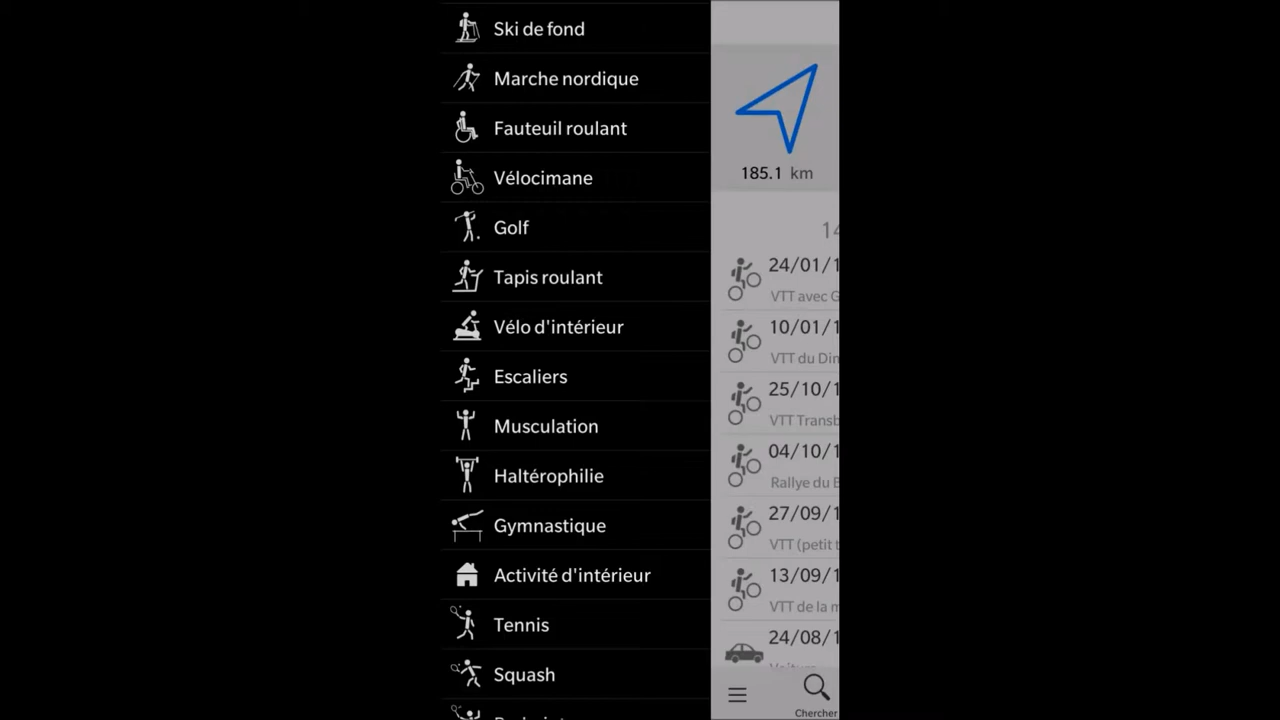 Ski de fond
Marche nordique
Fauteuil roulant
Vélocimane
Golf
Tapis roulant
Vélo d'intérieur
Escaliers
Musculation
Haltérophilie
Gymnastique
Activité d'intérieur
Tennis
Squash
185.1 km
14
24/01/1
VTT avec G
10/01/1
VTT du Dim
25/10/1
VTT Transb
04/10/1
Rallye du B
27/09/1
VTT (petit t
13/09/1
VTT de la m
24/08/1
Chercher